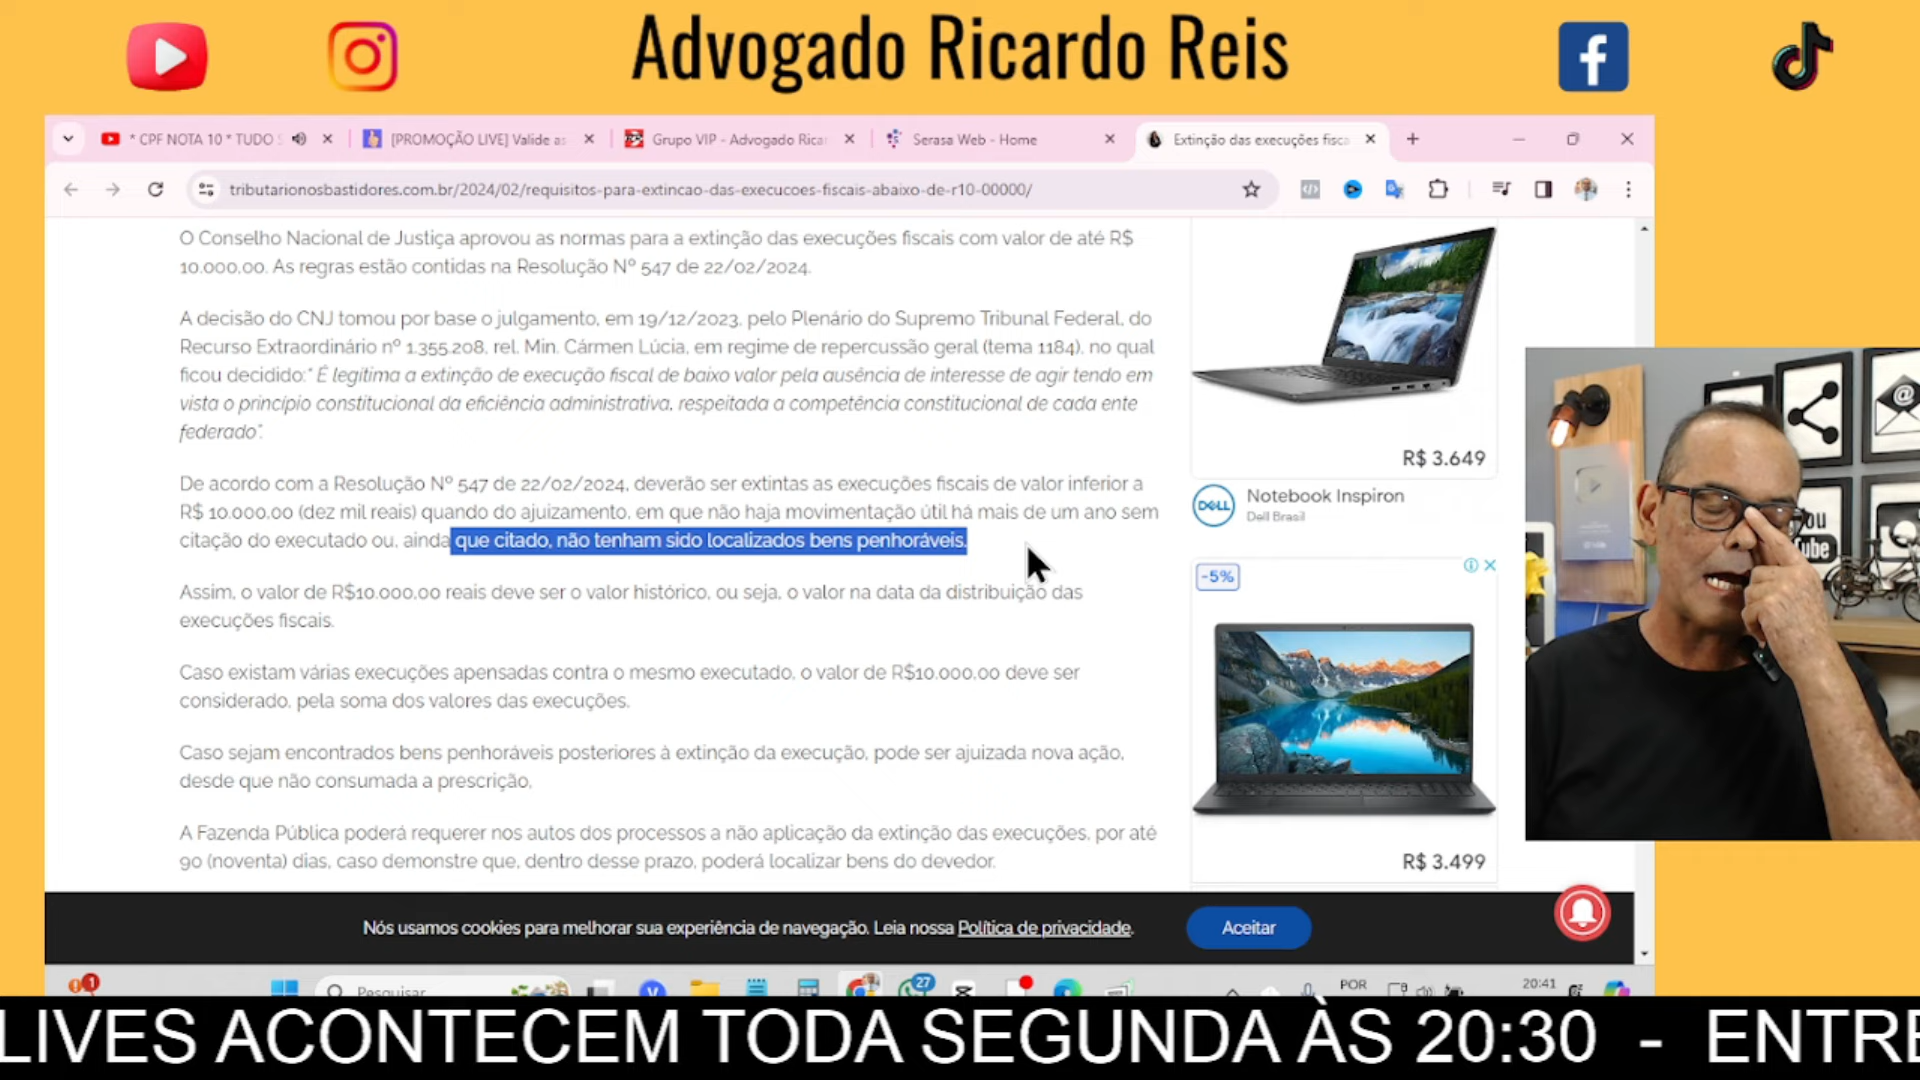 Advogado Ricardo Reis
* CPF NOTA 10 * TUDO S
[PROMOÇÃO LIVE] Valide as
Grupo VIP - Advogado Rica
Serasa Web - Home
Extinção das execuções fisca
tributarionosbastidores.com.br/2024/02/requisitos-para-extincao-das-execucoes-fiscais-abaixo-de-r10-00000/
O Conselho Nacional de Justiça aprovou as normas para a extinção das execuções fiscais com valor de até R$
10.000,00. As regras estão contidas na Resolução Nº 547 de 22/02/2024.
A decisão do CNJ tomou por base o julgamento, em 19/12/2023, pelo Plenário do Supremo Tribunal Federal, do
Recurso Extraordinário nº 1.355.208, rel. Min. Cármen Lúcia, em regime de repercussão geral (tema 1184), no qual
ficou decidido:“ É legítima a extinção de execução fiscal de baixo valor pela ausência de interesse de agir tendo em
vista o princípio constitucional da eficiência administrativa, respeitada a competência constitucional de cada ente
federado”.
De acordo com a Resolução Nº 547 de 22/02/2024, deverão ser extintas as execuções fiscais de valor inferior a
R$ 10.000,00 (dez mil reais) quando do ajuizamento, em que não haja movimentação útil há mais de um ano sem
citação do executado ou, ainda que citado, não tenham sido localizados bens penhoráveis.
Assim, o valor de R$10.000,00 reais deve ser o valor histórico, ou seja, o valor na data da distribuição das
execuções fiscais.
Caso existam várias execuções apensadas contra o mesmo executado, o valor de R$10.000,00 deve ser
considerado, pela soma dos valores das execuções.
Caso sejam encontrados bens penhoráveis posteriores à extinção da execução, pode ser ajuizada nova ação,
desde que não consumada a prescrição,
A Fazenda Pública poderá requerer nos autos dos processos a não aplicação da extinção das execuções, por até
90 (noventa) dias, caso demonstre que, dentro desse prazo, poderá localizar bens do devedor.
R$ 3.649
DELL
Notebook Inspiron
Dell Brasil
-5%
R$ 3.499
Nós usamos cookies para melhorar sua experiência de navegação. Leia nossa Política de privacidade.
Aceitar
1
Pesquisar
27
POR
20:41
LIVES ACONTECEM TODA SEGUNDA ÀS 20:30 - ENTRE